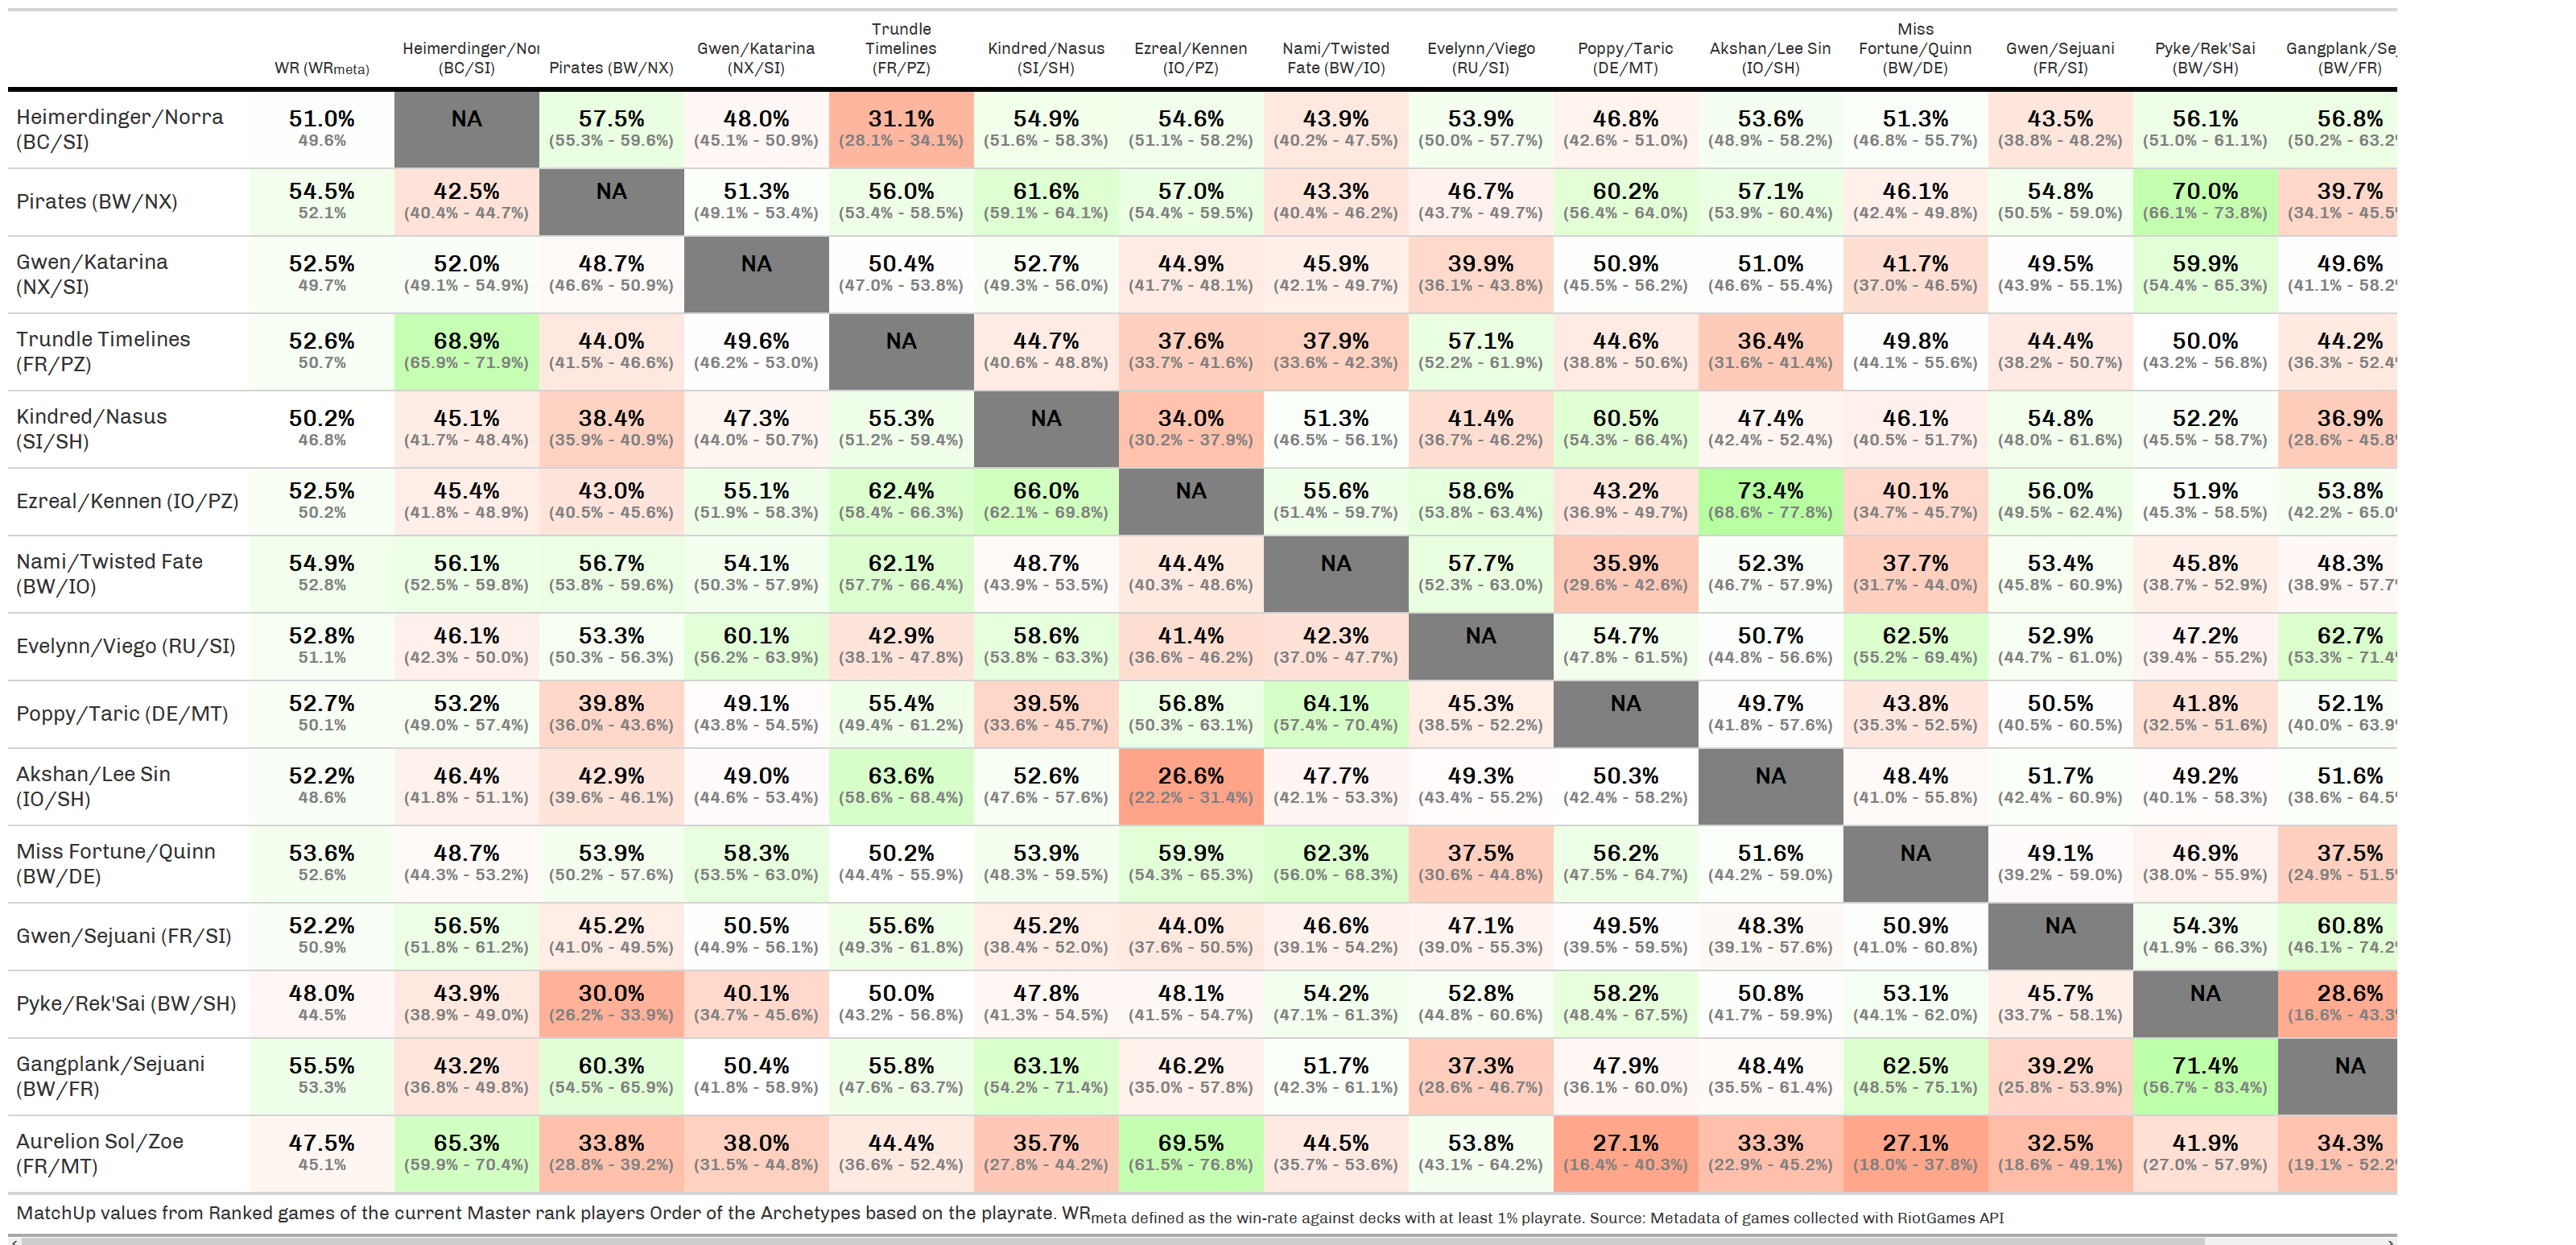 WR (WRmeta) Heimerdinger/Nor (BC/SI) Pirates (BW/NX) Gwen/Katarina (NX/SI) Trundle Timelines (FR/PZ) Kindred/Nasus (SI/SH) Ezreal/Kennen (IO/PZ) Nami/Twisted Fate (BW/IO) Evelynn/Viego (RU/SI) Poppy/Taric (DE/MT) Akshan/Lee Sin (IO/SH) Miss Fortune/Quinn (BW/DE) Gwen/Sejuani (FR/SI) Pyke/Rek'Sai (BW/SH) Gangplank/Sej (BW/FR)
Heimerdinger/Norra (BC/SI) 51.0% NA 57.5% 48.0% 31.1% 54.9% 54.6% 43.9% 53.9% 46.8% 53.6% 51.3% 43.5% 56.1% 56.8%
49.6% (55.3% - 59.6%) (45.1% - 50.9%) (28.1% - 34.1%) (51.6% - 58.3%) (51.1% - 58.2%) (40.2% - 47.5%) (50.0% - 57.7%) (42.6% - 51.0%) (48.9% - 58.2%) (46.8% - 55.7%) (38.8% - 48.2%) (51.0% - 61.1%) (50.2% - 63.2%
Pirates (BW/NX) 54.5% 42.5% NA 51.3% 56.0% 61.6% 57.0% 43.3% 46.7% 60.2% 57.1% 46.1% 54.8% 70.0% 39.7%
52.1% (40.4% - 44.7%) (49.1% - 53.4%) (53.4% - 58.5%) (59.1% - 64.1%) (54.4% - 59.5%) (40.4% - 46.2%) (43.7% - 49.7%) (56.4% - 64.0%) (53.9% - 60.4%) (42.4% - 49.8%) (50.5% - 59.0%) (66.1% - 73.8%) (34.1% - 45.5%
Gwen/Katarina (NX/SI) 52.5% 52.0% 48.7% NA 50.4% 52.7% 44.9% 45.9% 39.9% 50.9% 51.0% 41.7% 49.5% 59.9% 49.6%
49.7% (49.1% - 54.9%) (46.6% - 50.9%) (47.0% - 53.8%) (49.3% - 56.0%) (41.7% - 48.1%) (42.1% - 49.7%) (36.1% - 43.8%) (45.5% - 56.2%) (46.6% - 55.4%) (37.0% - 46.5%) (43.9% - 55.1%) (54.4% - 65.3%) (41.1% - 58.2%
Trundle Timelines (FR/PZ) 52.6% 68.9% 44.0% 49.6% NA 44.7% 37.6% 37.9% 57.1% 44.6% 36.4% 49.8% 44.4% 50.0% 44.2%
50.7% (65.9% - 71.9%) (41.5% - 46.6%) (46.2% - 53.0%) (40.6% - 48.8%) (33.7% - 41.6%) (33.6% - 42.3%) (52.2% - 61.9%) (38.8% - 50.6%) (31.6% - 41.4%) (44.1% - 55.6%) (38.2% - 50.7%) (43.2% - 56.8%) (36.3% - 52.4%
Kindred/Nasus (SI/SH) 50.2% 45.1% 38.4% 47.3% 55.3% NA 34.0% 51.3% 41.4% 60.5% 47.4% 46.1% 54.8% 52.2% 36.9%
46.8% (41.7% - 48.4%) (35.9% - 40.9%) (44.0% - 50.7%) (51.2% - 59.4%) (30.2% - 37.9%) (46.5% - 56.1%) (36.7% - 46.2%) (54.3% - 66.4%) (42.4% - 52.4%) (40.5% - 51.7%) (48.0% - 61.6%) (45.5% - 58.7%) (28.6% - 45.8%
Ezreal/Kennen (IO/PZ) 52.5% 45.4% 43.0% 55.1% 62.4% 66.0% NA 55.6% 58.6% 43.2% 73.4% 40.1% 56.0% 51.9% 53.8%
50.2% (41.8% - 48.9%) (40.5% - 45.6%) (51.9% - 58.3%) (58.4% - 66.3%) (62.1% - 69.8%) (51.4% - 59.7%) (53.8% - 63.4%) (36.9% - 49.7%) (68.6% - 77.8%) (34.7% - 45.7%) (49.5% - 62.4%) (45.3% - 58.5%) (42.2% - 65.0%
Nami/Twisted Fate (BW/IO) 54.9% 56.1% 56.7% 54.1% 62.1% 48.7% 44.4% NA 57.7% 35.9% 52.3% 37.7% 53.4% 45.8% 48.3%
52.8% (52.5% - 59.8%) (53.8% - 59.6%) (50.3% - 57.9%) (57.7% - 66.4%) (43.9% - 53.5%) (40.3% - 48.6%) (52.3% - 63.0%) (29.6% - 42.6%) (46.7% - 57.9%) (31.7% - 44.0%) (45.8% - 60.9%) (38.7% - 52.9%) (38.9% - 57.7%
Evelynn/Viego (RU/SI) 52.8% 46.1% 53.3% 60.1% 42.9% 58.6% 41.4% 42.3% NA 54.7% 50.7% 62.5% 52.9% 47.2% 62.7%
51.1% (42.3% - 50.0%) (50.3% - 56.3%) (56.2% - 63.9%) (38.1% - 47.8%) (53.8% - 63.3%) (36.6% - 46.2%) (37.0% - 47.7%) (47.8% - 61.5%) (44.8% - 56.6%) (55.2% - 69.4%) (44.7% - 61.0%) (39.4% - 55.2%) (53.3% - 71.4%
Poppy/Taric (DE/MT) 52.7% 53.2% 39.8% 49.1% 55.4% 39.5% 56.8% 64.1% 45.3% NA 49.7% 43.8% 50.5% 41.8% 52.1%
50.1% (49.0% - 57.4%) (36.0% - 43.6%) (43.8% - 54.5%) (49.4% - 61.2%) (33.6% - 45.7%) (50.3% - 63.1%) (57.4% - 70.4%) (38.5% - 52.2%) (41.8% - 57.6%) (35.3% - 52.5%) (40.5% - 60.5%) (32.5% - 51.6%) (40.0% - 63.9%
Akshan/Lee Sin (IO/SH) 52.2% 46.4% 42.9% 49.0% 63.6% 52.6% 26.6% 47.7% 49.3% 50.3% NA 48.4% 51.7% 49.2% 51.6%
48.6% (41.8% - 51.1%) (39.6% - 46.1%) (44.6% - 53.4%) (58.6% - 68.4%) (47.6% - 57.6%) (22.2% - 31.4%) (42.1% - 53.3%) (43.4% - 55.2%) (42.4% - 58.2%) (41.0% - 55.8%) (42.4% - 60.9%) (40.1% - 58.3%) (38.6% - 64.5%
Miss Fortune/Quinn (BW/DE) 53.6% 48.7% 53.9% 58.3% 50.2% 53.9% 59.9% 62.3% 37.5% 56.2% 51.6% NA 49.1% 46.9% 37.5%
52.6% (44.3% - 53.2%) (50.2% - 57.6%) (53.5% - 63.0%) (44.4% - 55.9%) (48.3% - 59.5%) (54.3% - 65.3%) (56.0% - 68.3%) (30.6% - 44.8%) (47.5% - 64.7%) (44.2% - 59.0%) (39.2% - 59.0%) (38.0% - 55.9%) (24.9% - 51.5%
Gwen/Sejuani (FR/SI) 52.2% 56.5% 45.2% 50.5% 55.6% 45.2% 44.0% 46.6% 47.1% 49.5% 48.3% 50.9% NA 54.3% 60.8%
50.9% (51.8% - 61.2%) (41.0% - 49.5%) (44.9% - 56.1%) (49.3% - 61.8%) (38.4% - 52.0%) (37.6% - 50.5%) (39.1% - 54.2%) (39.0% - 55.3%) (39.5% - 59.5%) (39.1% - 57.6%) (41.0% - 60.8%) (41.9% - 66.3%) (46.1% - 74.2%
Pyke/Rek'Sai (BW/SH) 48.0% 43.9% 30.0% 40.1% 50.0% 47.8% 48.1% 54.2% 52.8% 58.2% 50.8% 53.1% 45.7% NA 28.6%
44.5% (38.9% - 49.0%) (26.2% - 33.9%) (34.7% - 45.6%) (43.2% - 56.8%) (41.3% - 54.5%) (41.5% - 54.7%) (47.1% - 61.3%) (44.8% - 60.6%) (48.4% - 67.5%) (41.7% - 59.9%) (44.1% - 62.0%) (33.7% - 58.1%) (16.6% - 43.3%
Gangplank/Sejuani (BW/FR) 55.5% 43.2% 60.3% 50.4% 55.8% 63.1% 46.2% 51.7% 37.3% 47.9% 48.4% 62.5% 39.2% 71.4% NA
53.3% (36.8% - 49.8%) (54.5% - 65.9%) (41.8% - 58.9%) (47.6% - 63.7%) (54.2% - 71.4%) (35.0% - 57.8%) (42.3% - 61.1%) (28.6% - 46.7%) (36.1% - 60.0%) (35.5% - 61.4%) (48.5% - 75.1%) (25.8% - 53.9%) (56.7% - 83.4%)
Aurelion Sol/Zoe (FR/MT) 47.5% 65.3% 33.8% 38.0% 44.4% 35.7% 69.5% 44.5% 53.8% 27.1% 33.3% 27.1% 32.5% 41.9% 34.3%
45.1% (59.9% - 70.4%) (28.8% - 39.2%) (31.5% - 44.8%) (36.6% - 52.4%) (27.8% - 44.2%) (61.5% - 76.8%) (35.7% - 53.6%) (43.1% - 64.2%) (16.4% - 40.3%) (22.9% - 45.2%) (18.0% - 37.8%) (18.6% - 49.1%) (27.0% - 57.9%) (19.1% - 52.2%
MatchUp values from Ranked games of the current Master rank players Order of the Archetypes based on the playrate. WRmeta defined as the win-rate against decks with at least 1% playrate. Source: Metadata of games collected with RiotGames API